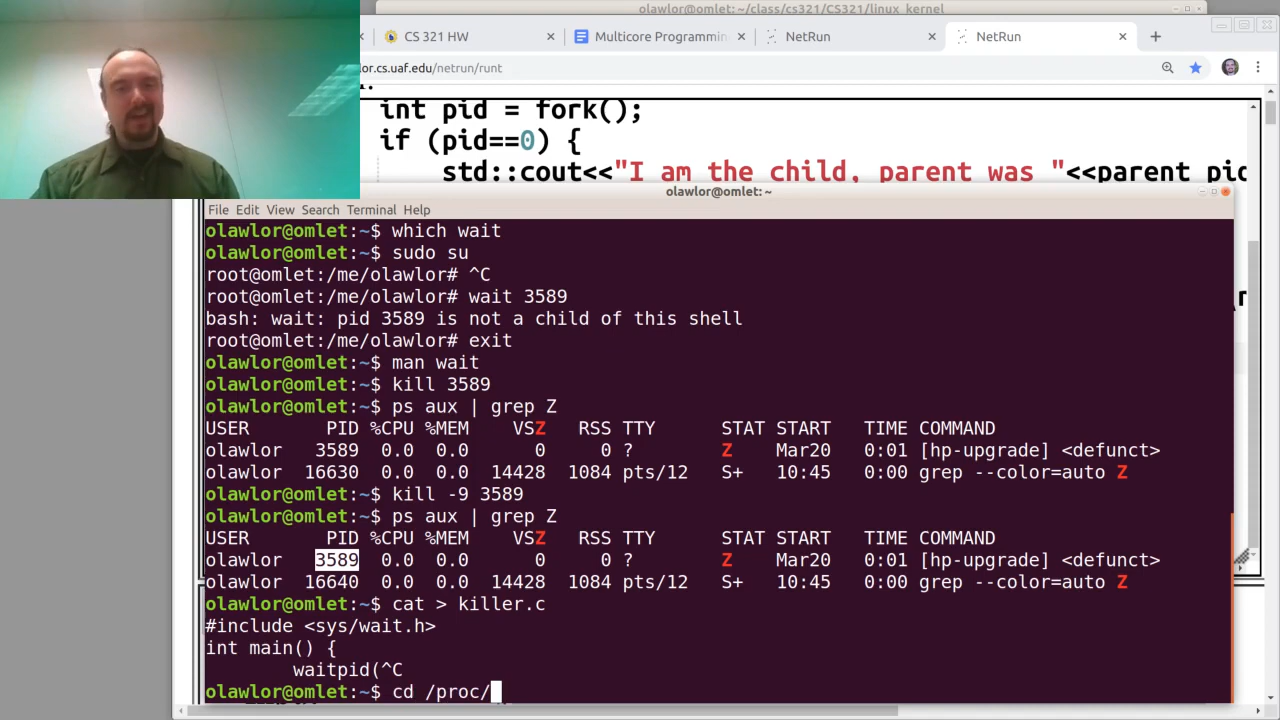 olawlor@omlet: ~/class/cs321/CS321/linux_kernel
CS 321 HW
Multicore Programmin
NetRun
NetRun
lor.cs.uaf.edu/netrun/runt
int pid = fork();
if (pid==0) {
std::cout<<"I am the child, parent was "<<parent_pid
olawlor@omlet: ~
File Edit View Search Terminal Help
olawlor@omlet:~$ which wait
olawlor@omlet:~$ sudo su
root@omlet:/me/olawlor# ^C
root@omlet:/me/olawlor# wait 3589
bash: wait: pid 3589 is not a child of this shell
root@omlet:/me/olawlor# exit
olawlor@omlet:~$ man wait
olawlor@omlet:~$ kill 3589
olawlor@omlet:~$ ps aux | grep Z
USER PID %CPU %MEM VSZ RSS TTY STAT START TIME COMMAND
olawlor 3589 0.0 0.0 0 0 ? Z Mar20 0:01 [hp-upgrade] <defunct>
olawlor 16630 0.0 0.0 14428 1084 pts/12 S+ 10:45 0:00 grep --color=auto Z
olawlor@omlet:~$ kill -9 3589
olawlor@omlet:~$ ps aux | grep Z
USER PID %CPU %MEM VSZ RSS TTY STAT START TIME COMMAND
olawlor 3589 0.0 0.0 0 0 ? Z Mar20 0:01 [hp-upgrade] <defunct>
olawlor 16640 0.0 0.0 14428 1084 pts/12 S+ 10:45 0:00 grep --color=auto Z
olawlor@omlet:~$ cat > killer.c
#include <sys/wait.h>
int main() {
waitpid(^C
olawlor@omlet:~$ cd /proc/